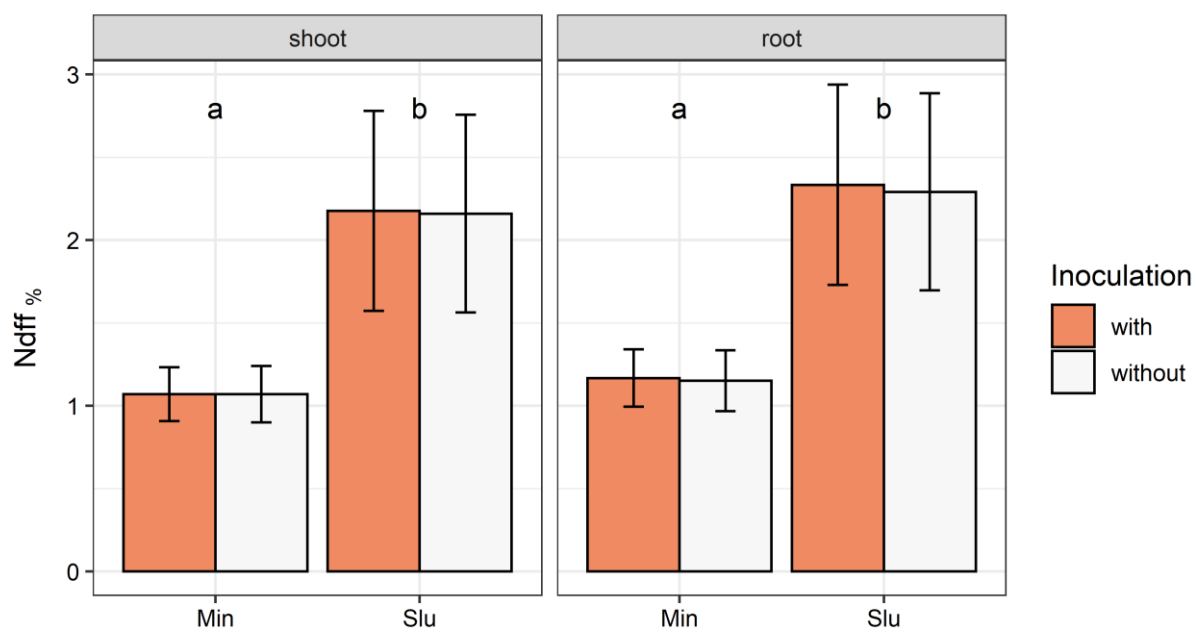 shoot
root
3
2
1
0
Ndff %
a
b
a
b
Min
Slu
Min
Slu
Inoculation
with
without